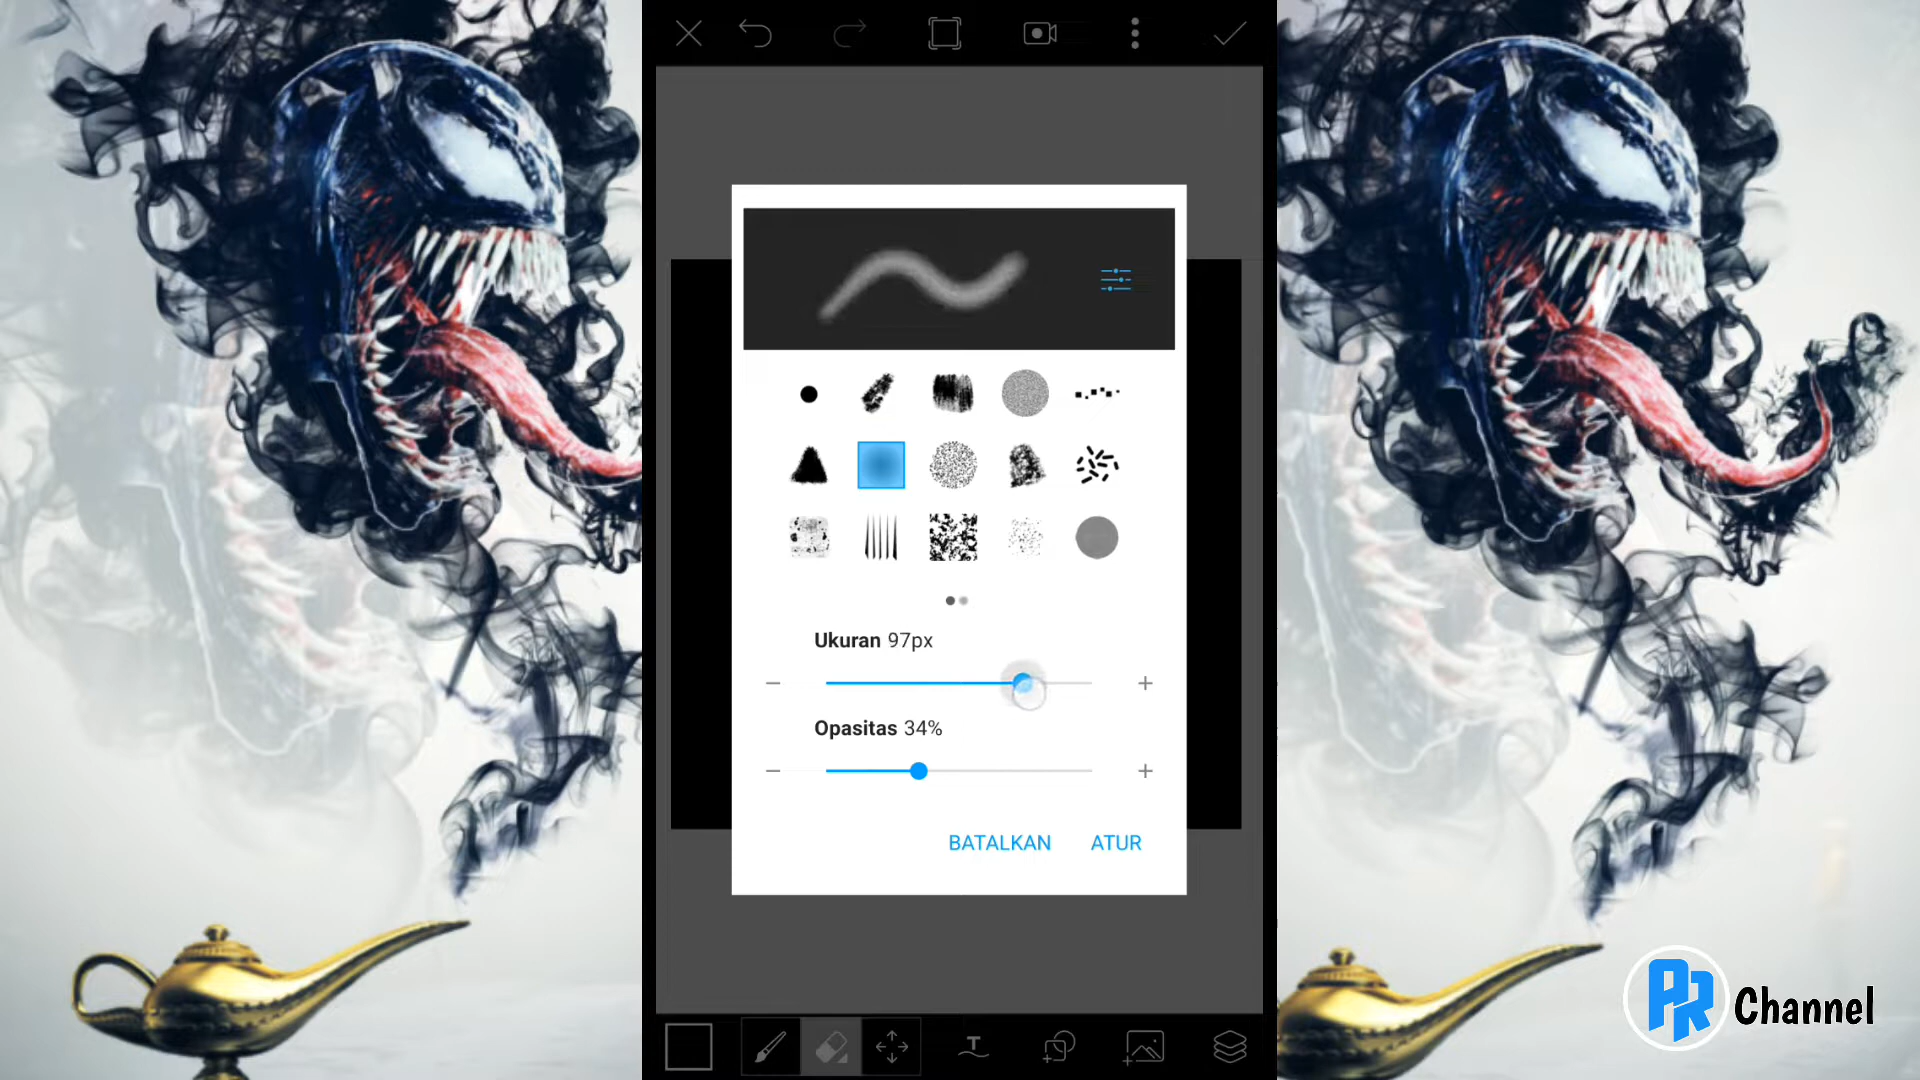 Ukuran 97px
Opasitas 34%
BATALKAN ATUR
T
PR Channel